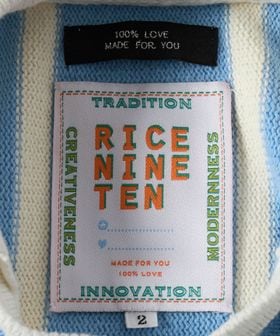 100% LOVE
MADE FOR YOU
TRADITION
CREATIVENESS
RICE
NINE
TEN
MODERNNESS
MADE FOR YOU
100% LOVE
INNOVATION
2